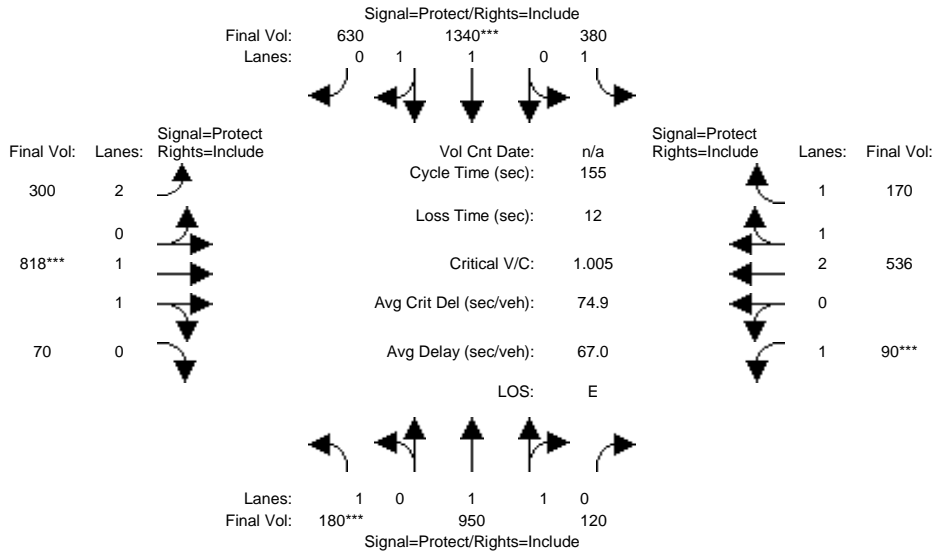 Signal=Protect/Rights=Include
Final Vol: 630 1340*** 380
Lanes: 0 1 1 0 1
Signal=Protect
Final Vol: Lanes: Rights=Include
Vol Cnt Date: n/a
Signal=Protect
Rights=Include Lanes: Final Vol:
Cycle Time (sec): 155
300 2
1 170
Loss Time (sec): 12
0
1
818*** 1
Critical V/C: 1.005
2 536
1
Avg Crit Del (sec/veh): 74.9
0
70 0
Avg Delay (sec/veh): 67.0
1 90***
LOS: E
Lanes: 1 0 1 1 0
Final Vol: 180*** 950 120
Signal=Protect/Rights=Include